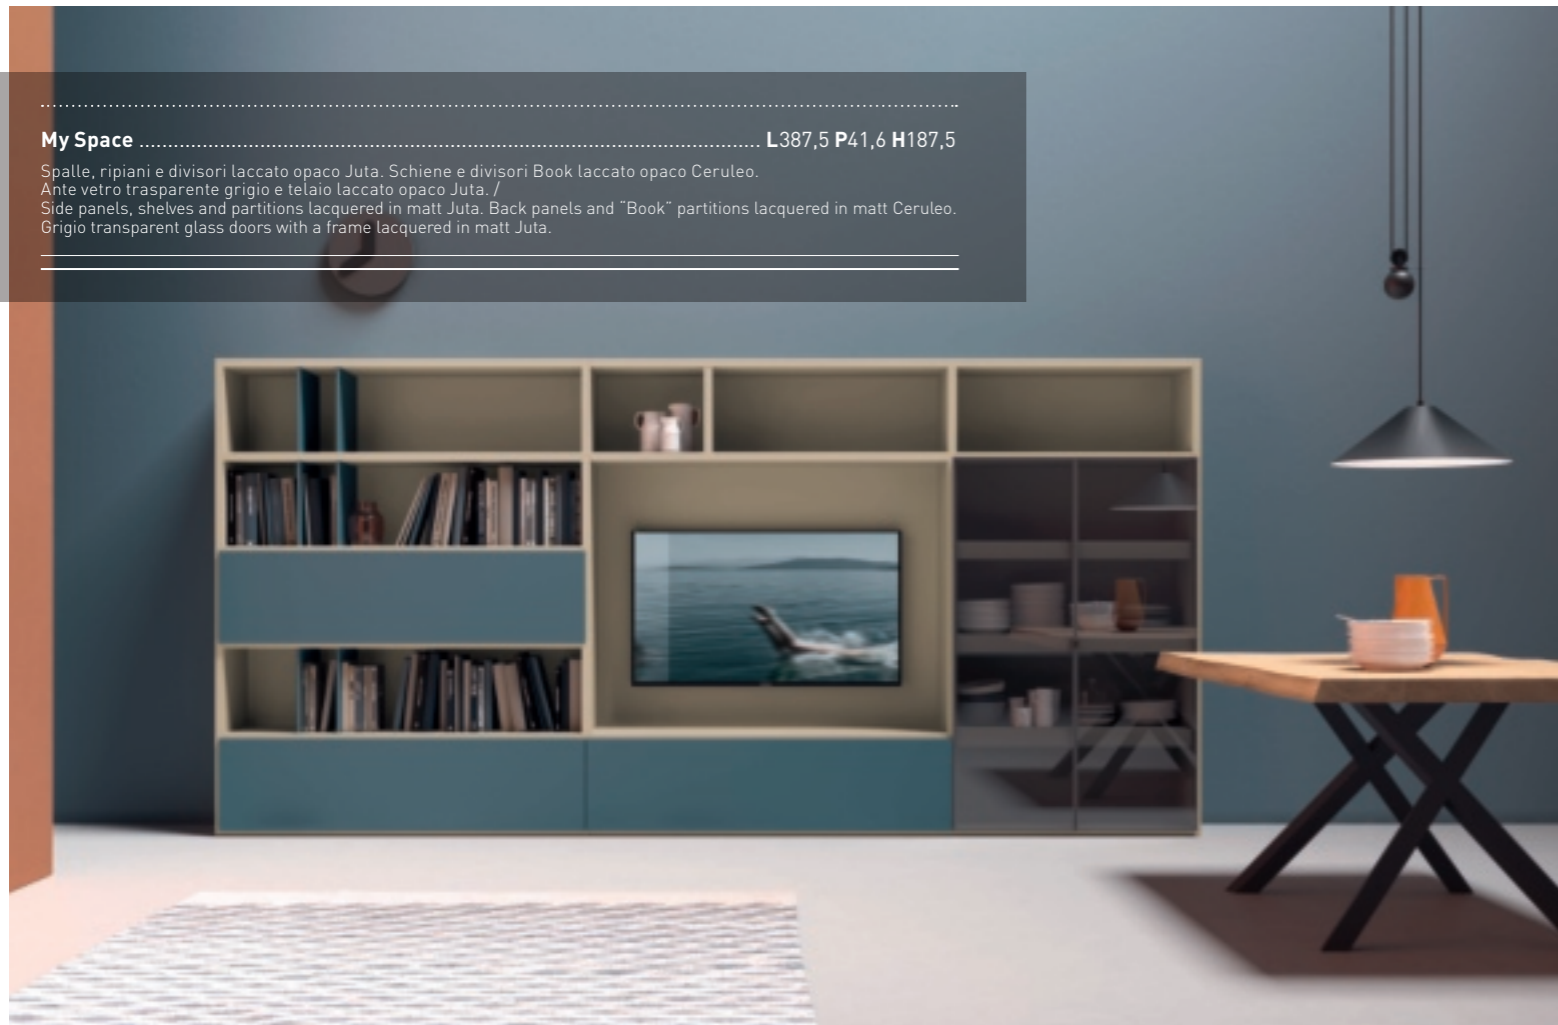 My Space ........................................................................................................ L387,5 P41,6 H187,5
Spalle, ripiani e divisori laccato opaco Juta. Schiene e divisori Book laccato opaco Ceruleo.
Ante vetro trasparente grigio e telaio laccato opaco Juta. /
Side panels, shelves and partitions lacquered in matt Juta. Back panels and “Book” partitions lacquered in matt Ceruleo.
Grigio transparent glass doors with a frame lacquered in matt Juta.